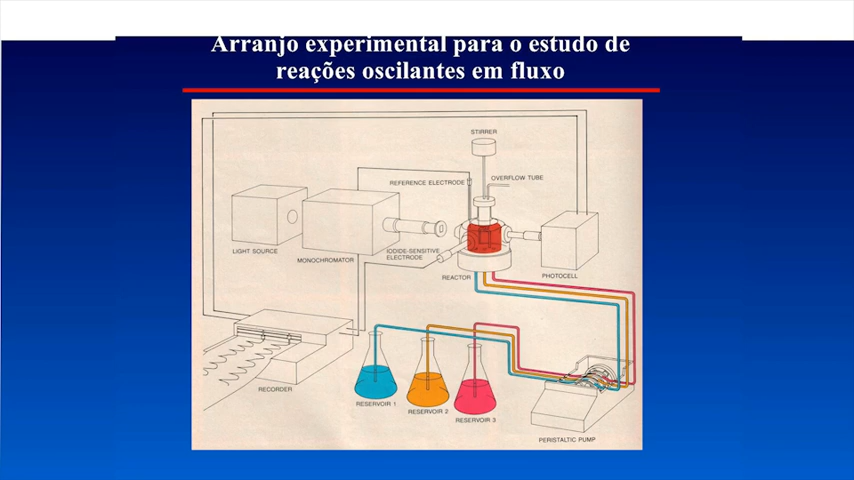 Arranjo experimental para o estudo de
reações oscilantes em fluxo
STIRRER
REFERENCE ELECTRODE
OVERFLOW TUBE
LIGHT SOURCE
MONOCHROMATOR
IODIDE-SENSITIVE
ELECTRODE
REACTOR
PHOTOCELL
RECORDER
RESERVOIR 1
RESERVOIR 2
RESERVOIR 3
PERISTALTIC PUMP